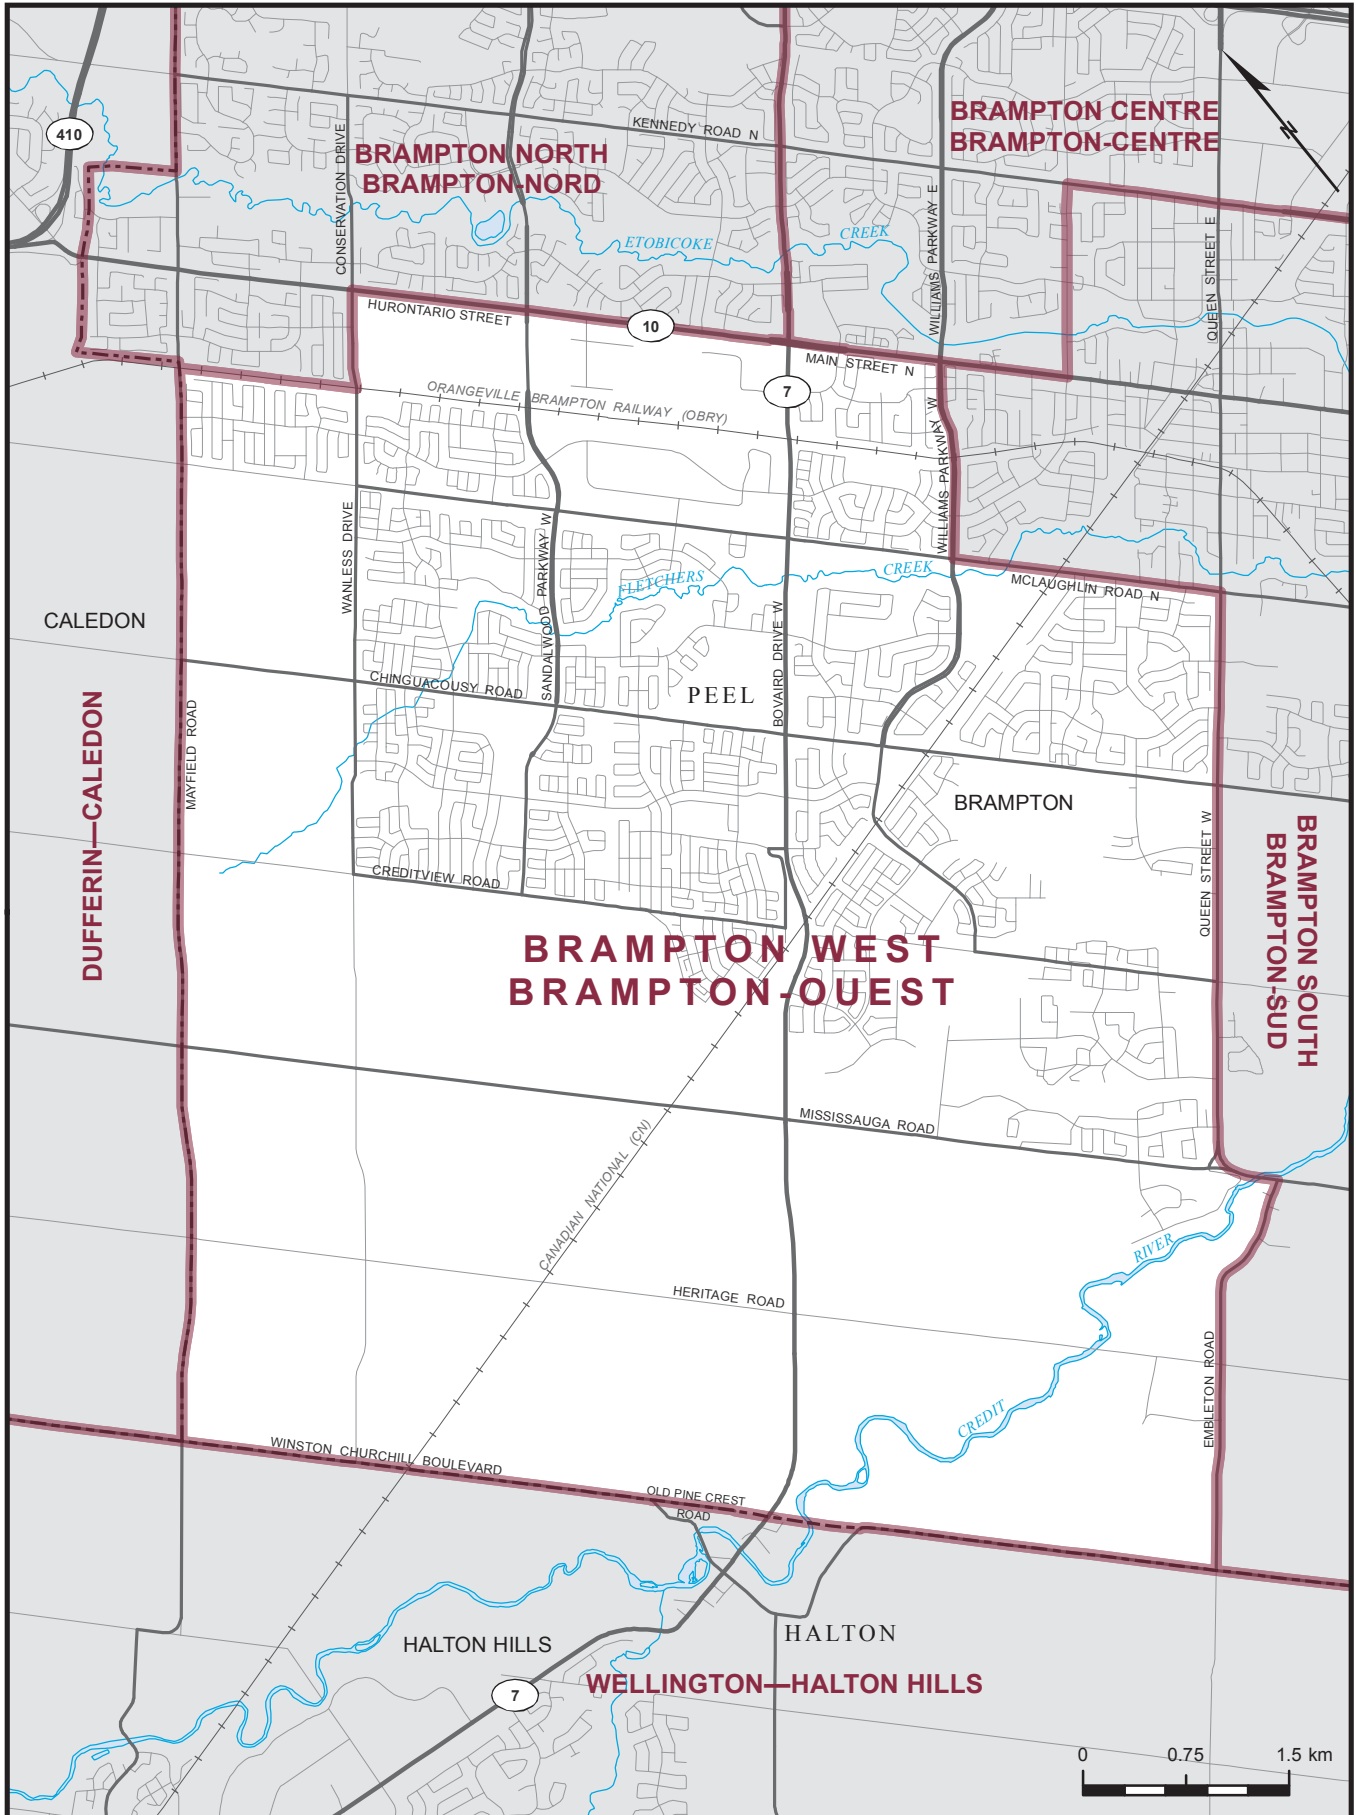 410
CONSERVATION DRIVE
BRAMPTON NORTH
BRAMPTON-NORD
KENNEDY ROAD N
BRAMPTON CENTRE
BRAMPTON-CENTRE
N
WILLIAMS PARKWAY E
QUEEN STREET E
ETOBICOKE
CREEK
HURONTARIO STREET
10
MAIN STREET N
7
ORANGEVILLE BRAMPTON RAILWAY (OBRY)
WILLIAMS PARKWAY W
WANLESS DRIVE
SANDALWOOD PARKWAY W
FLETCHERS
CREEK
MCLAUGHLIN ROAD N
CALEDON
BOVAIRD DRIVE W
CHINGUACOUSY ROAD
PEEL
DUFFERIN—CALEDON
MAYFIELD ROAD
BRAMPTON
QUEEN STREET W
BRAMPTON SOUTH
BRAMPTON-SUD
CREDITVIEW ROAD
BRAMPTON WEST
BRAMPTON-OUEST
MISSISSAUGA ROAD
CANADIAN NATIONAL (CN)
RIVER
HERITAGE ROAD
EMBLETON ROAD
CREDIT
WINSTON CHURCHILL BOULEVARD
OLD PINE CREST
ROAD
HALTON HILLS
HALTON
WELLINGTON—HALTON HILLS
7
0 0.75 1.5 km